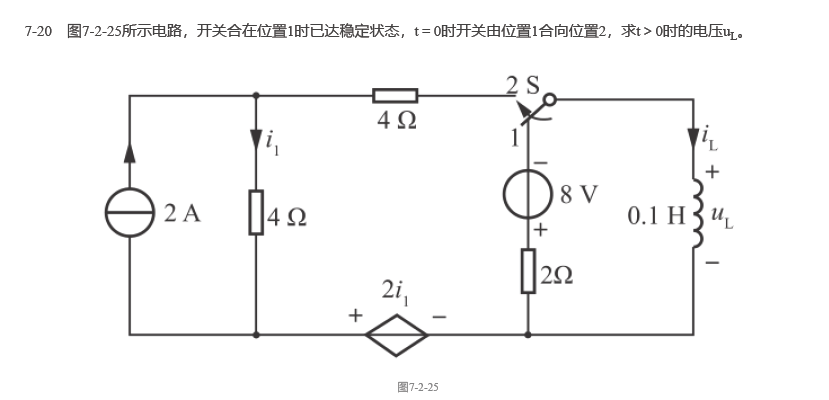 7-20 图7-2-25所示电路，开关合在位置1时已达稳定状态，t = 0时开关由位置1合向位置2，求t > 0时的电压uL。
2 S
4 Ω
i1
1
iL
+
−
8 V
2 A
4 Ω
0.1 H
uL
+
2Ω
−
2i1
+
−
图7-2-25